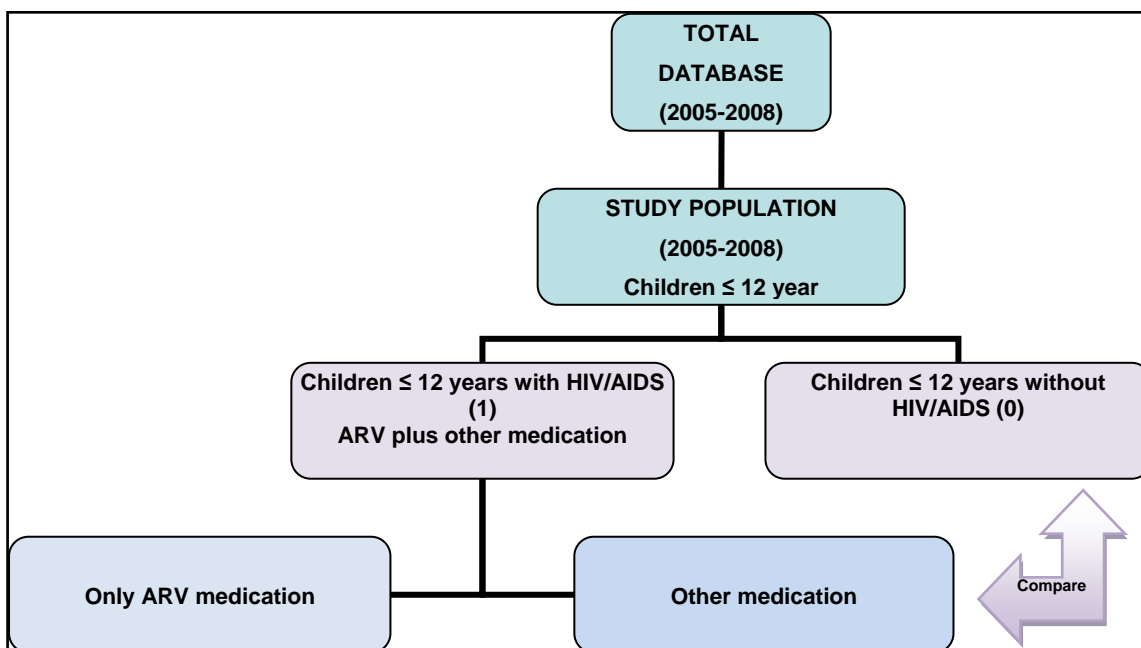 TOTAL
DATABASE
(2005-2008)
STUDY POPULATION
(2005-2008)
Children ≤ 12 year
Children ≤ 12 years with HIV/AIDS
(1)
ARV plus other medication
Children ≤ 12 years without
HIV/AIDS (0)
Only ARV medication
Other medication
Compare